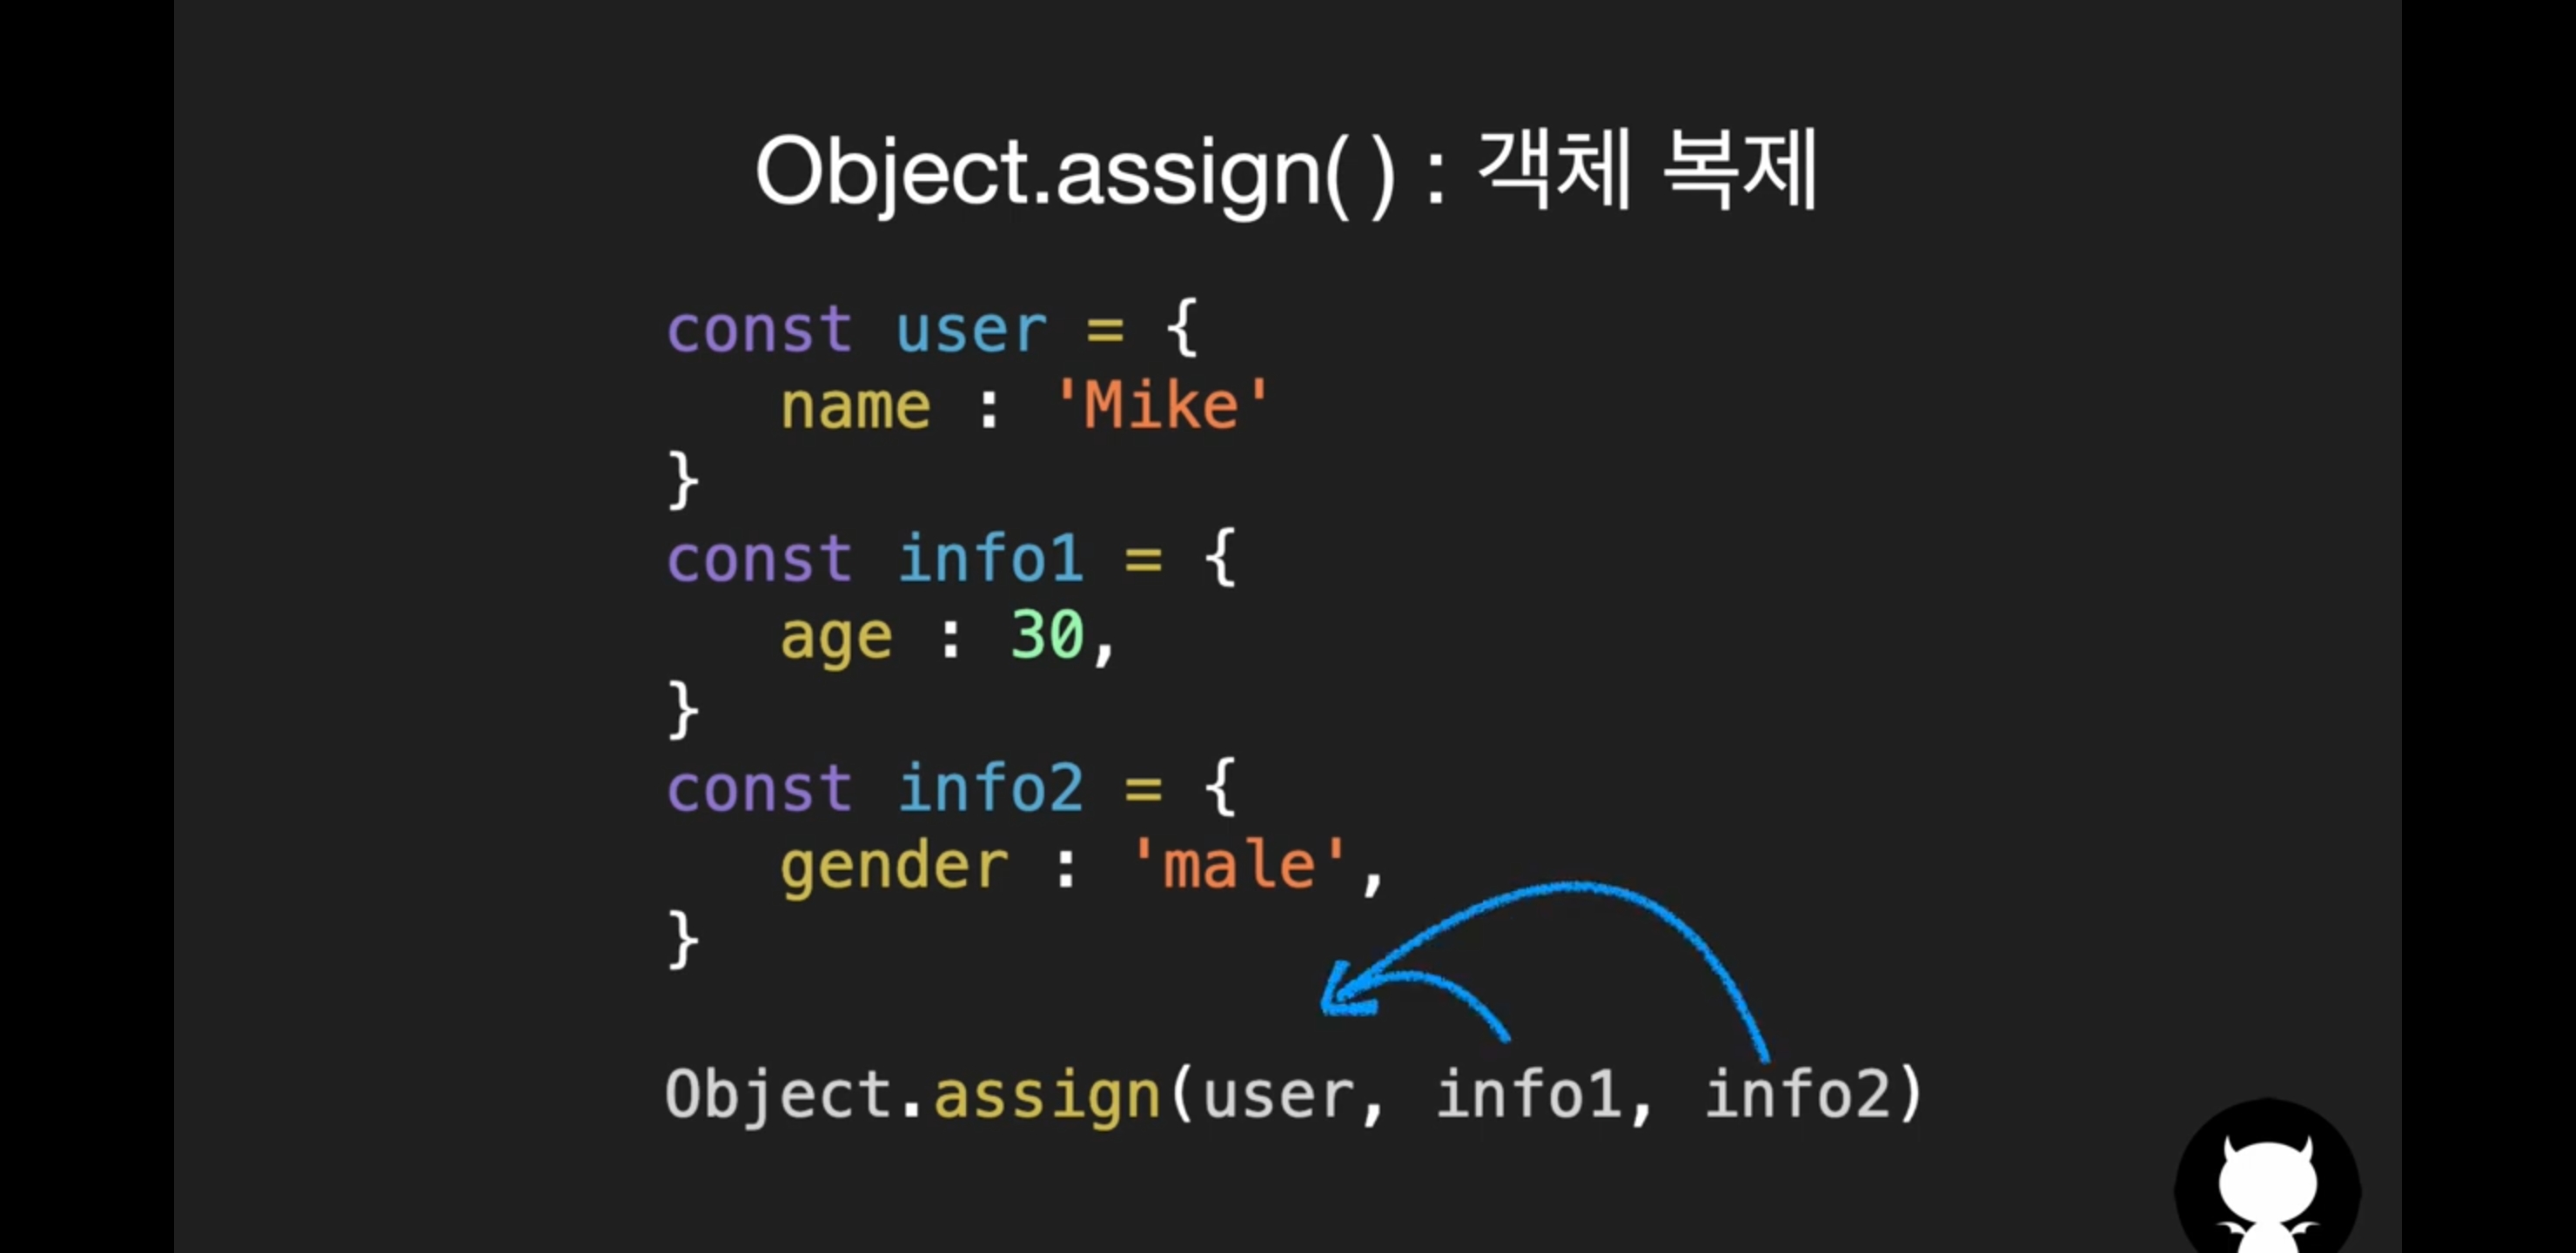 Object.assign( ) : 객체 복제
const user = {
   name : 'Mike'
}
const info1 = {
   age : 30,
}
const info2 = {
   gender : 'male',
}
Object.assign(user, info1, info2)